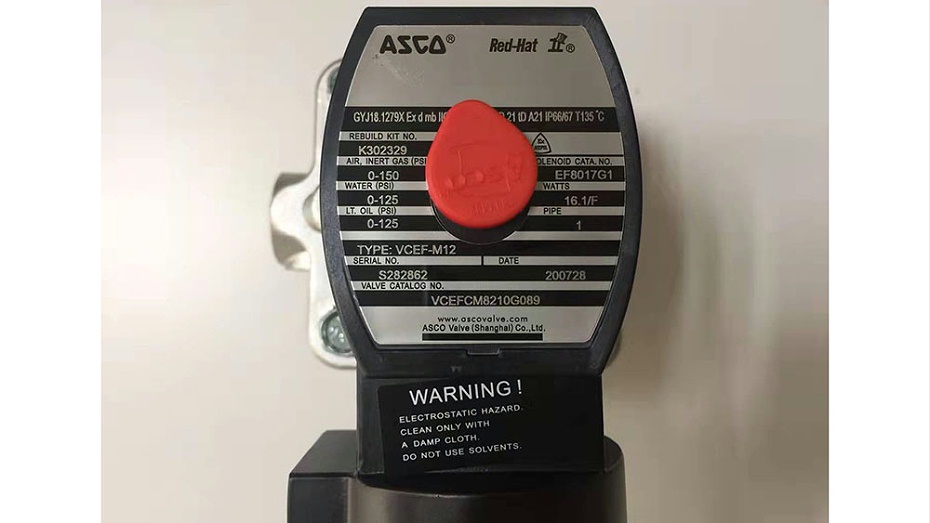 ASCO® Red-Hat II®
GYJ18.1279X Ex d mb 21 tD A21 IP66/67 T135°C
REBUILD KIT NO.
K302329
AIR, INERT GAS (PSI SOLENOID CATA. NO.
0-150 EF8017G1
WATER (PSI) WATTS
0-125 16.1/F
LT. OIL (PSI) PIPE
0-125 1
TYPE: VCEF-M12
SERIAL NO. DATE
S282862 200728
VALVE CATALOG NO.
VCEFCM8210G089
www.ascovalve.com
ASCO Valve (Shanghai) Co.,Ltd.
WARNING!
ELECTROSTATIC HAZARD.
CLEAN ONLY WITH
A DAMP CLOTH.
DO NOT USE SOLVENTS.